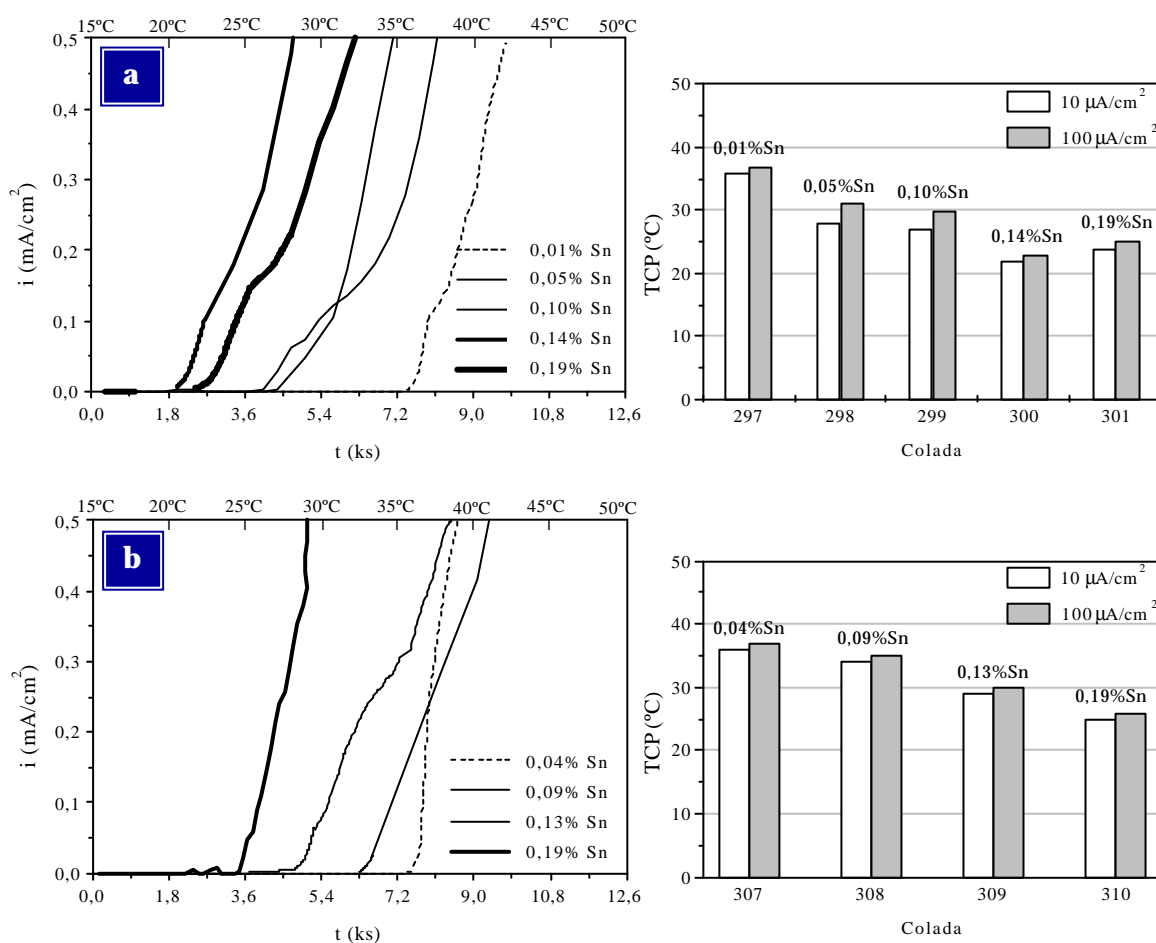 15ºC 20ºC 25ºC 30ºC 35ºC 40ºC 45ºC 50ºC
a
0,5
0,4
0,3
0,2
0,1
0,0
i (mA/cm²)
0,01% Sn
0,05% Sn
0,10% Sn
0,14% Sn
0,19% Sn
0,0 1,8 3,6 5,4 7,2 9,0 10,8 12,6
t (ks)
50
40
30
20
10
0
TCP (ºC)
10 µA/cm²
100 µA/cm²
0,01%Sn
0,05%Sn
0,10%Sn
0,14%Sn
0,19%Sn
297 298 299 300 301
Colada
15ºC 20ºC 25ºC 30ºC 35ºC 40ºC 45ºC 50ºC
b
0,5
0,4
0,3
0,2
0,1
0,0
i (mA/cm²)
0,04% Sn
0,09% Sn
0,13% Sn
0,19% Sn
0,0 1,8 3,6 5,4 7,2 9,0 10,8 12,6
t (ks)
50
40
30
20
10
0
TCP (ºC)
10 µA/cm²
100 µA/cm²
0,04%Sn
0,09%Sn
0,13%Sn
0,19%Sn
307 308 309 310
Colada